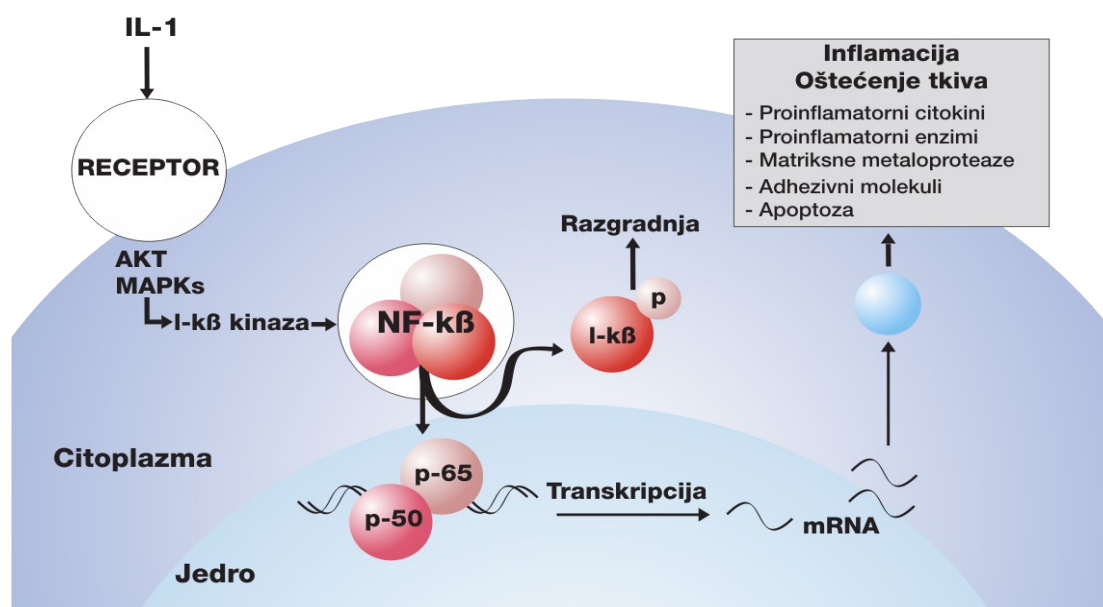 IL-1
RECEPTOR
AKT
MAPKs
I-kß kinaza
NF-kß
Razgradnja
p
I-kß
Inflamacija
Oštećenje tkiva
- Proinflamatorni citokini
- Proinflamatorni enzimi
- Matriksne metaloproteaze
- Adhezivni molekuli
- Apoptoza
Citoplazma
p-65
p-50
Transkripcija
mRNA
Jedro